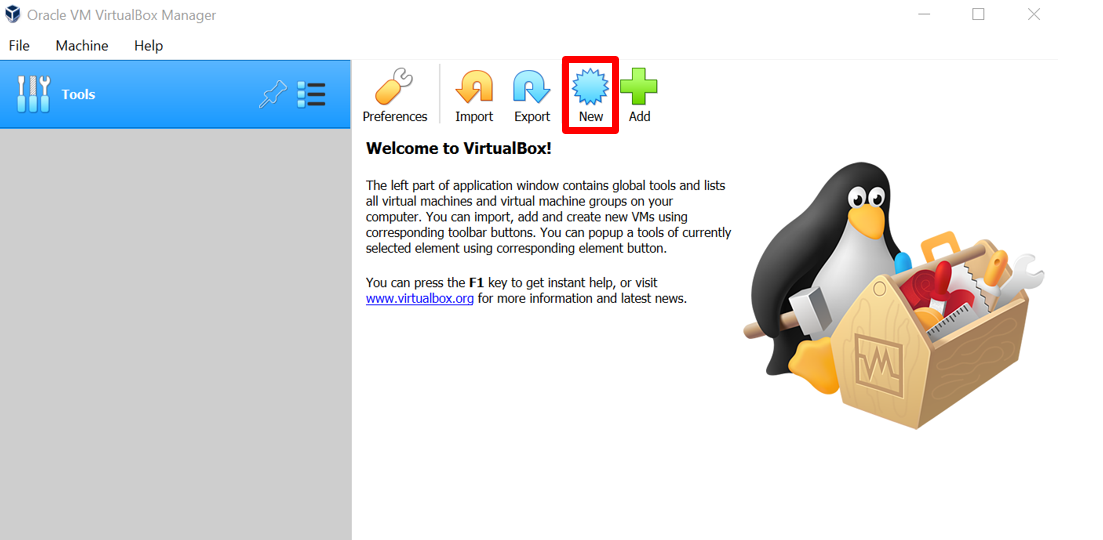 Oracle VM VirtualBox Manager
File Machine Help
Tools
Preferences Import Export New Add
Welcome to VirtualBox!
The left part of application window contains global tools and lists
all virtual machines and virtual machine groups on your
computer. You can import, add and create new VMs using
corresponding toolbar buttons. You can popup a tools of currently
selected element using corresponding element button.
You can press the F1 key to get instant help, or visit
www.virtualbox.org for more information and latest news.